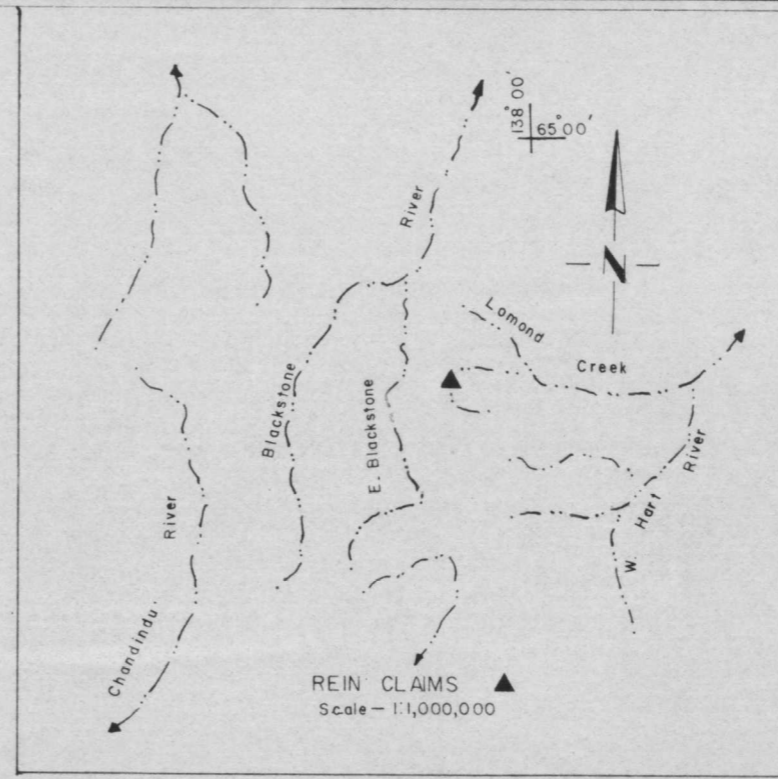 138°00'
65°00'
River
N
Lomond
Creek
Blackstone
E. Blackstone
River
River
Hart
W.
Chandindu
REIN CLAIMS
Scale — 1:1,000,000